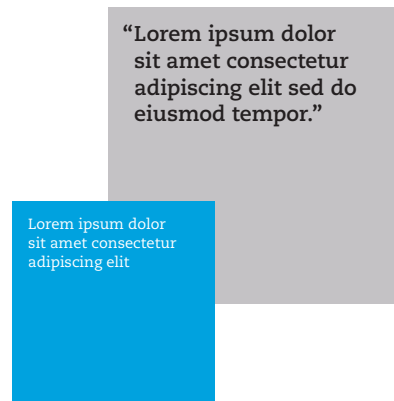 “Lorem ipsum dolor
sit amet consectetur
adipiscing elit sed do
eiusmod tempor.”
Lorem ipsum dolor
sit amet consectetur
adipiscing elit